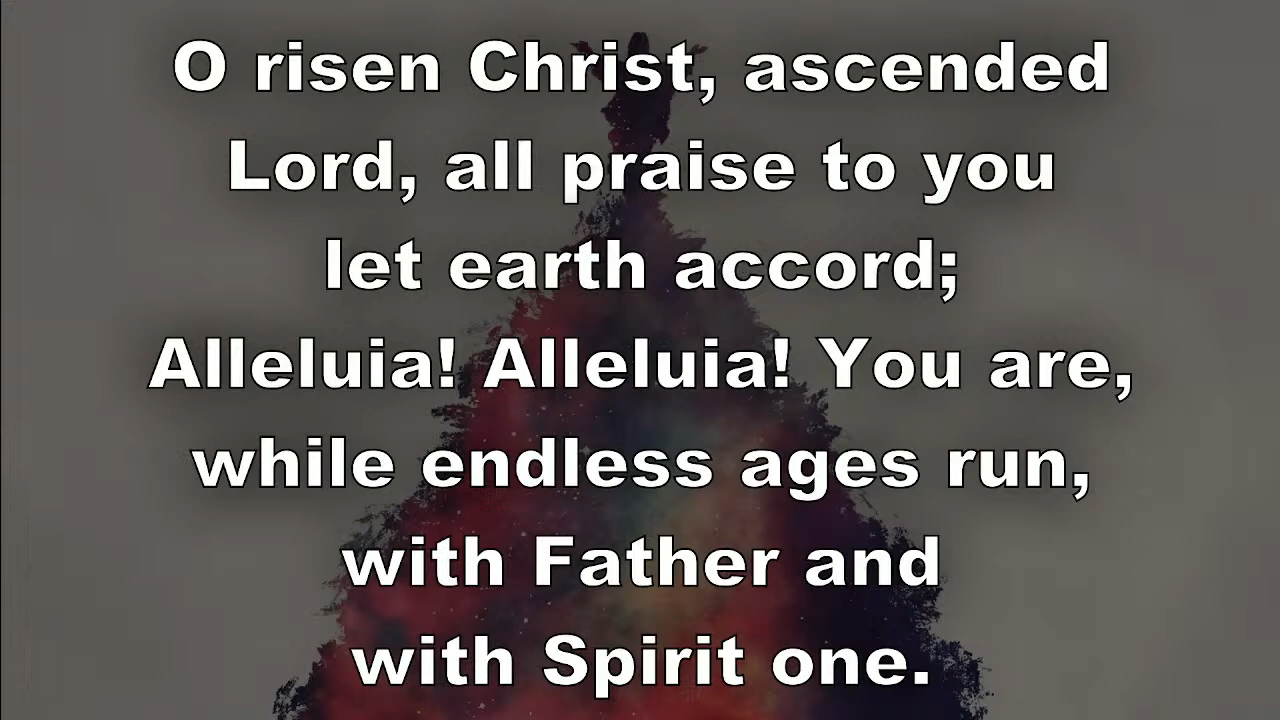 O risen Christ, ascended
Lord, all praise to you
let earth accord;
Alleluia! Alleluia! You are,
while endless ages run,
with Father and
with Spirit one.